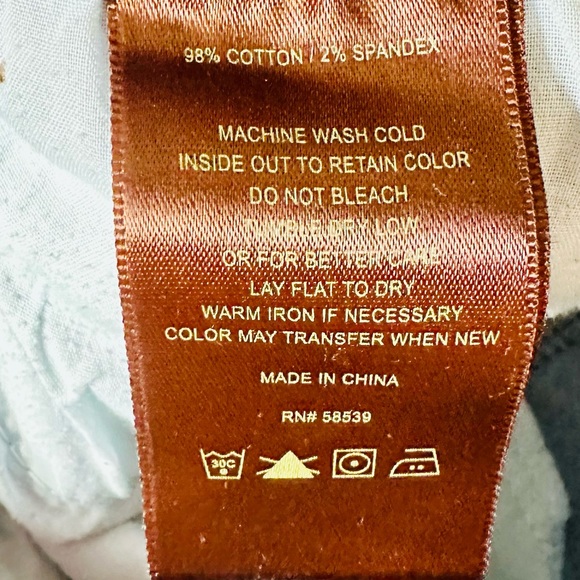 98% COTTON / 2% SPANDEX
MACHINE WASH COLD
INSIDE OUT TO RETAIN COLOR
DO NOT BLEACH
TUMBLE DRY LOW
OR FOR BETTER CARE
LAY FLAT TO DRY
WARM IRON IF NECESSARY
COLOR MAY TRANSFER WHEN NEW
MADE IN CHINA
RN# 58539
30C